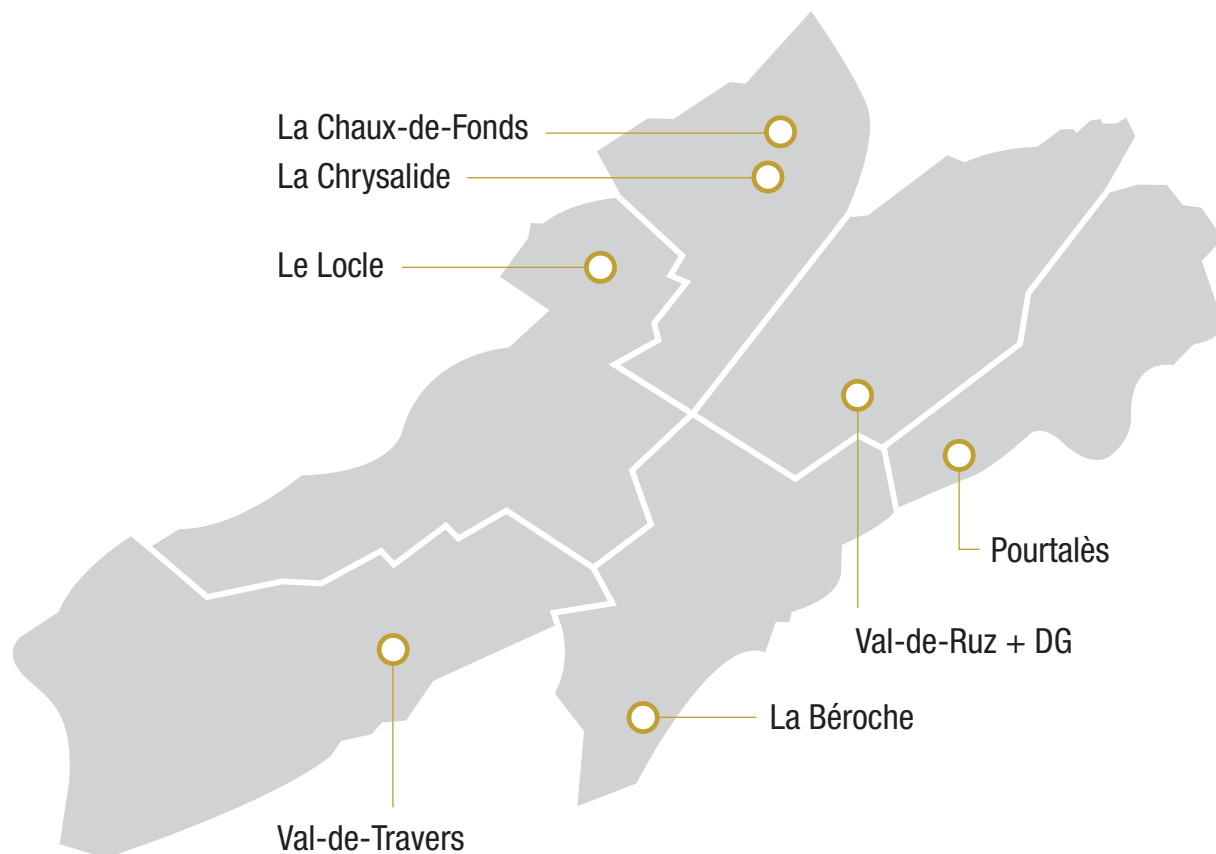 La Chaux-de-Fonds
La Chrysalide
Le Locle
Pourtalès
Val-de-Ruz + DG
La Béroche
Val-de-Travers